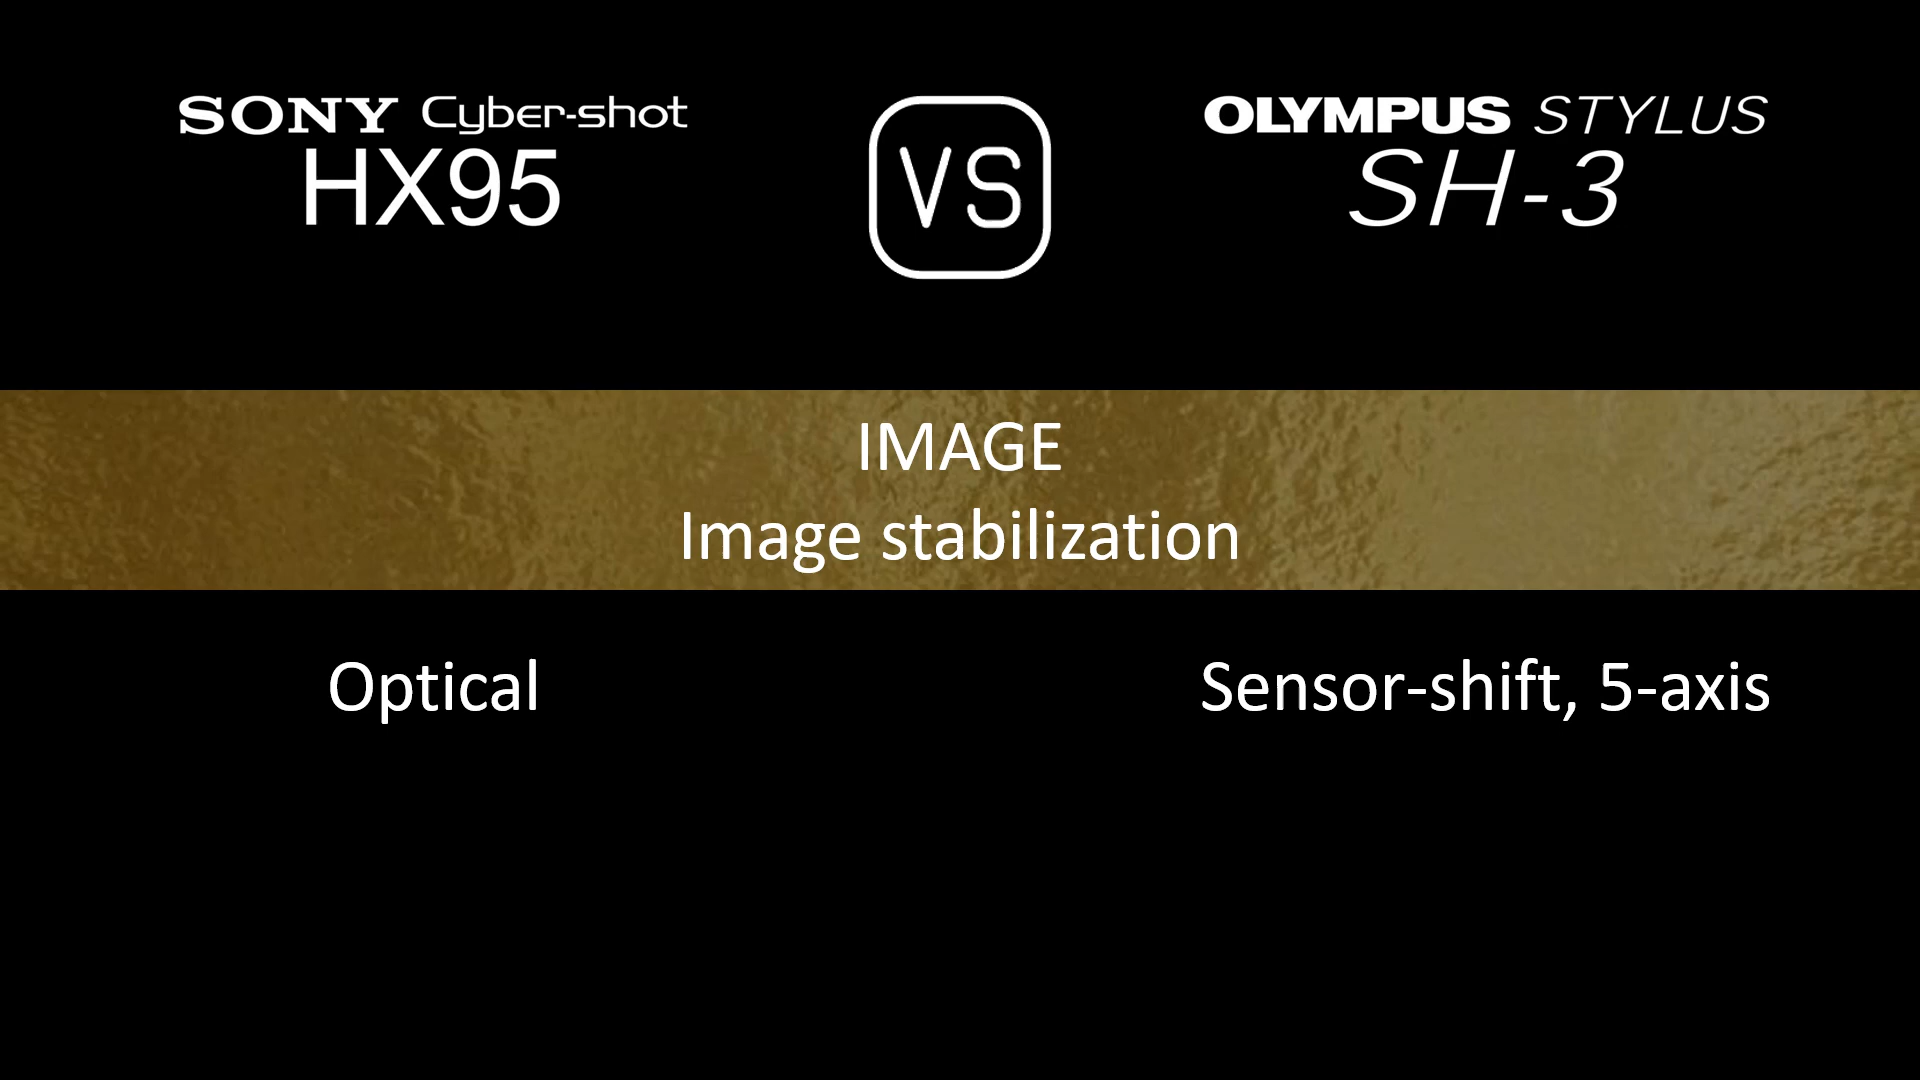 SONY Cyber-shot
HX95
VS
OLYMPUS STYLUS
SH-3
IMAGE
Image stabilization
Optical
Sensor-shift, 5-axis